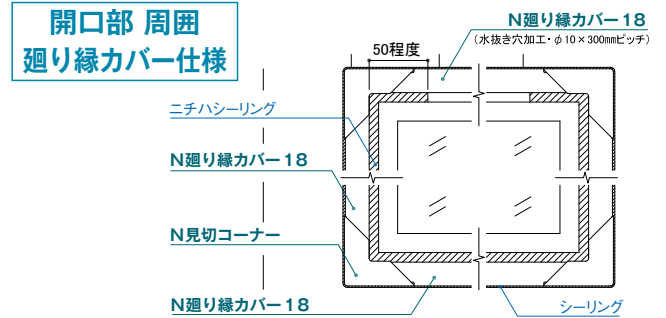 開口部 周囲
廻り縁カバー仕様
N廻り縁カバー18
(水抜き穴加工・φ10×300mmピッチ)
50程度
ニチハシーリング
N廻り縁カバー18
N見切コーナー
N廻り縁カバー18
シーリング